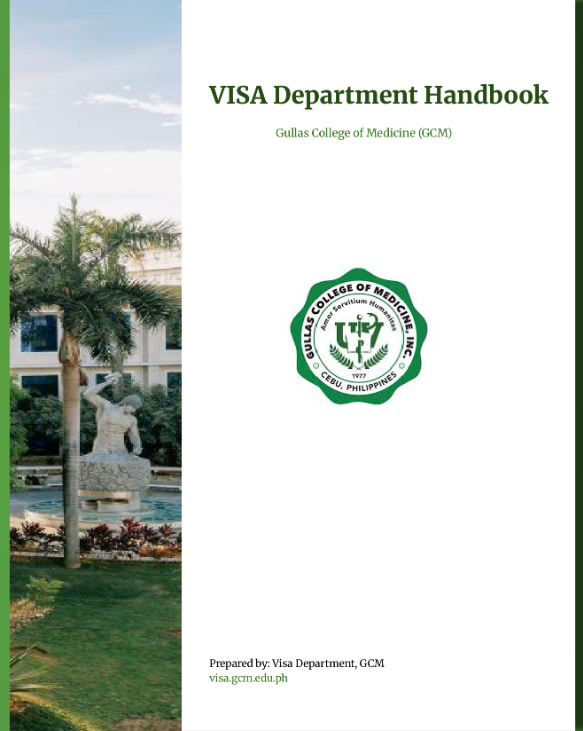 VISA Department Handbook
Gullas College of Medicine (GCM)
GULLAS COLLEGE OF MEDICINE, INC.
Amor Servitium Humanitas
1977
CEBU, PHILIPPINES
Prepared by: Visa Department, GCM
visa.gcm.edu.ph